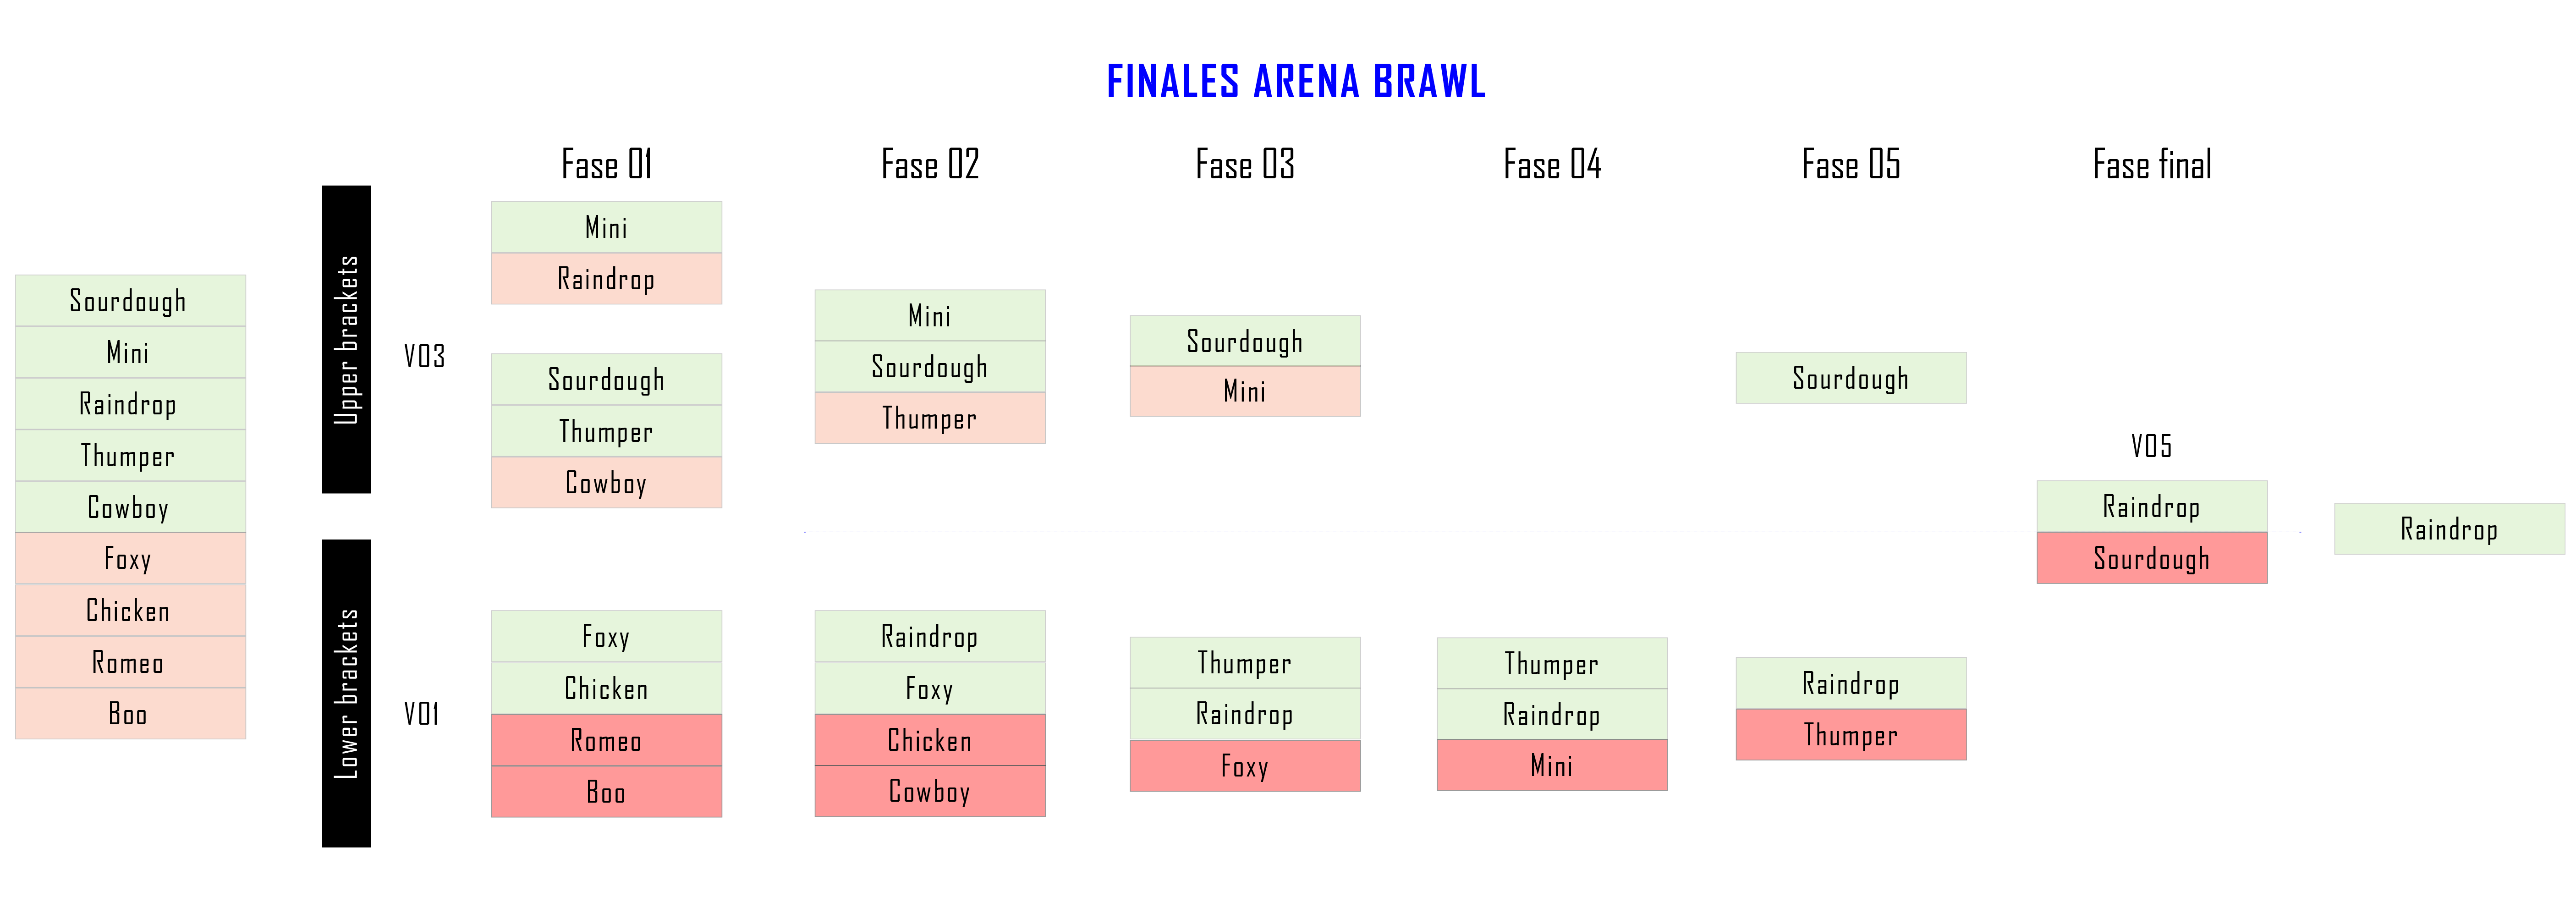 FINALES ARENA BRAWL
Fase 01
Fase 02
Fase 03
Fase 04
Fase 05
Fase final
Sourdough
Mini
Raindrop
Thumper
Cowboy
Foxy
Chicken
Romeo
Boo
Upper brackets
VO3
Mini
Raindrop
Sourdough
Thumper
Cowboy
Mini
Sourdough
Thumper
Sourdough
Mini
Sourdough
Lower brackets
VO1
Foxy
Chicken
Romeo
Boo
Raindrop
Foxy
Chicken
Cowboy
Thumper
Raindrop
Foxy
Thumper
Raindrop
Mini
Raindrop
Thumper
VO5
Raindrop
Sourdough
Raindrop